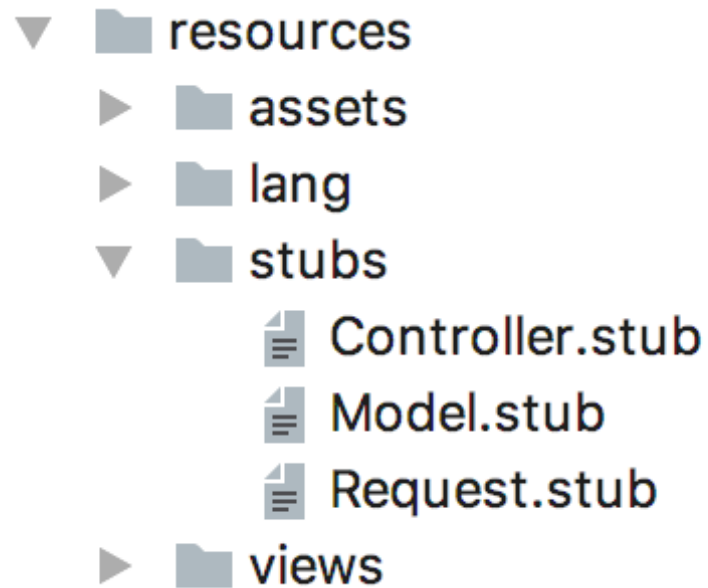 resources
assets
lang
stubs
Controller.stub
Model.stub
Request.stub
views